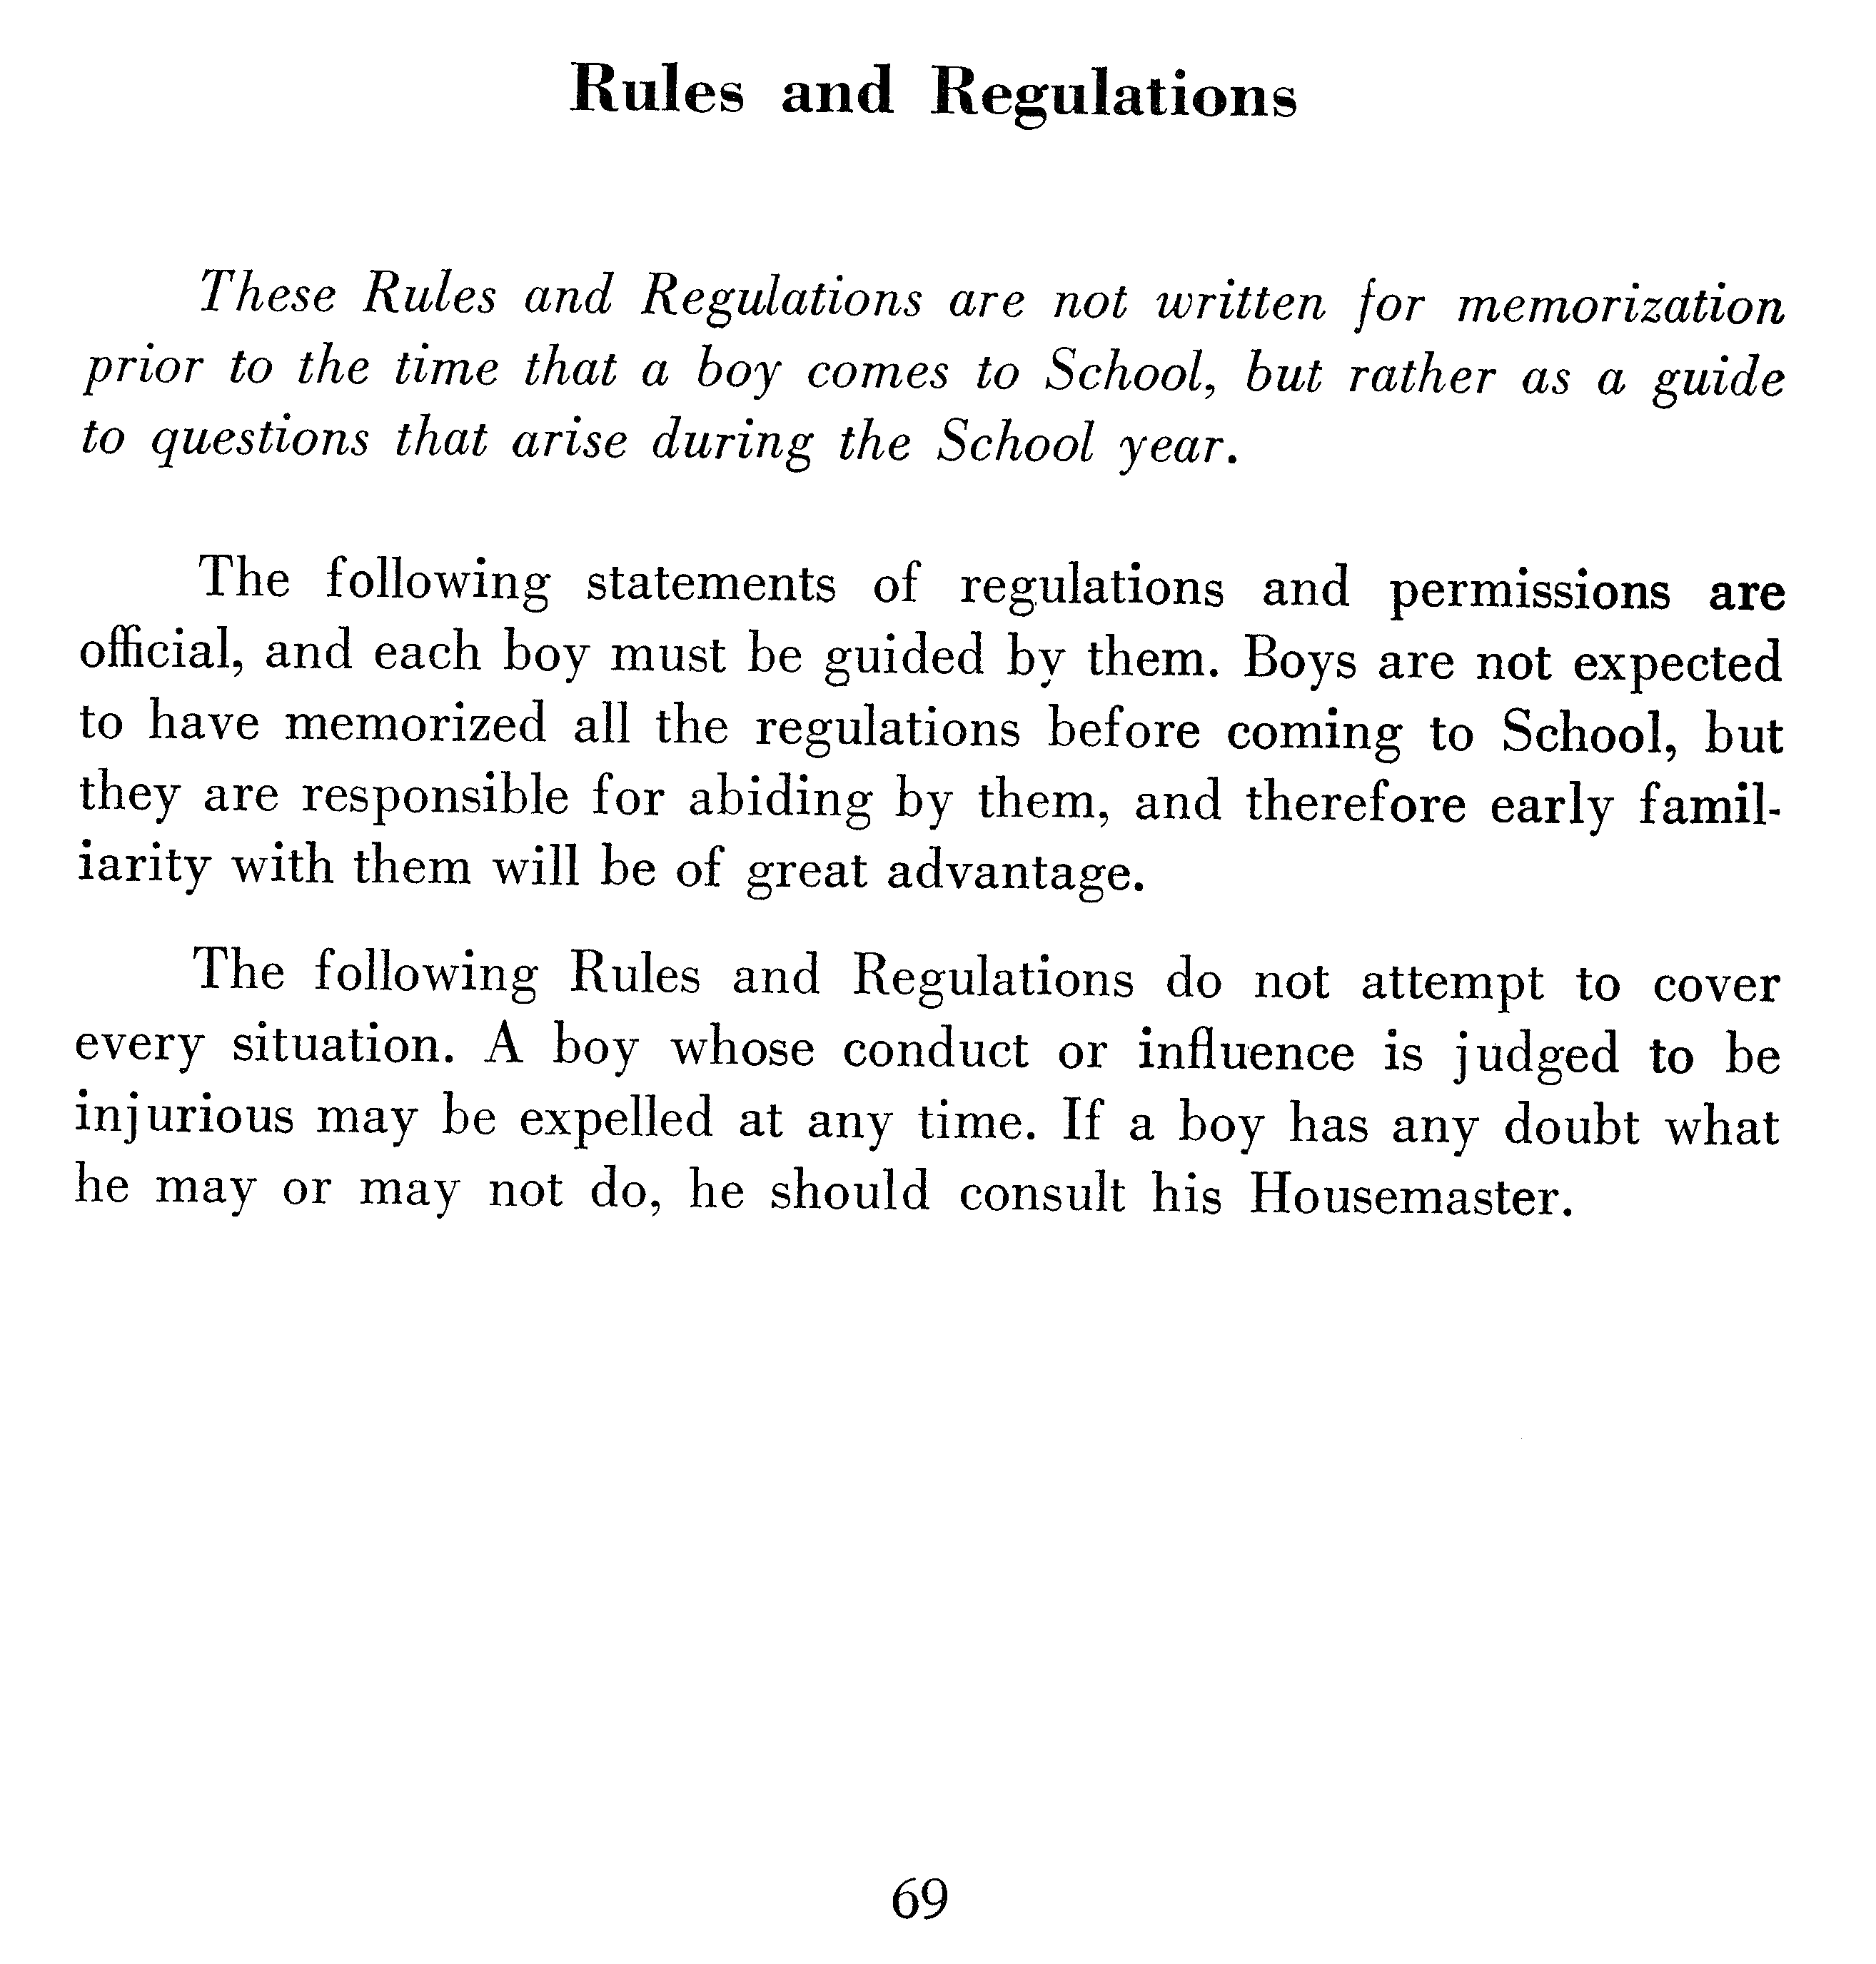 Rules and Regulations
These Rules and Regulations are not written for memorization
prior to the time that a boy comes to School, but rather as a guide
to questions that arise during the School year.
The following statements of regulations and permissions are
official, and each boy must be guided by them. Boys are not expected
to have memorized all the regulations before coming to School, but
they are responsible for abiding by them, and therefore early famil-
iarity with them will be of great advantage.
The following Rules and Regulations do not attempt to cover
every situation. A boy whose conduct or influence is judged to be
injurious may be expelled at any time. If a boy has any doubt what
he may or may not do, he should consult his Housemaster.
69